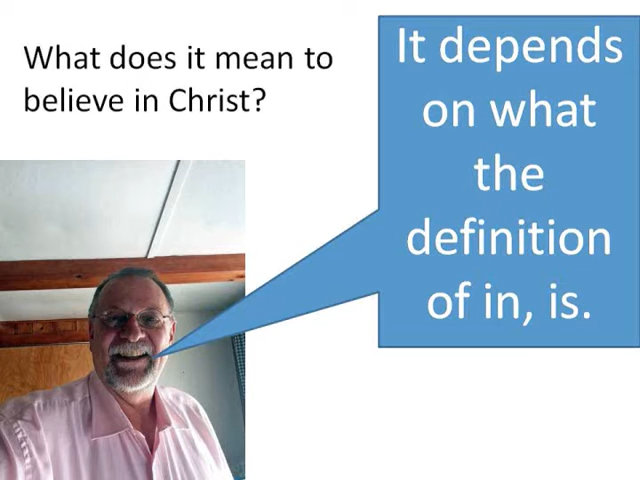 What does it mean to
believe in Christ?
It depends
on what
the
definition
of in, is.